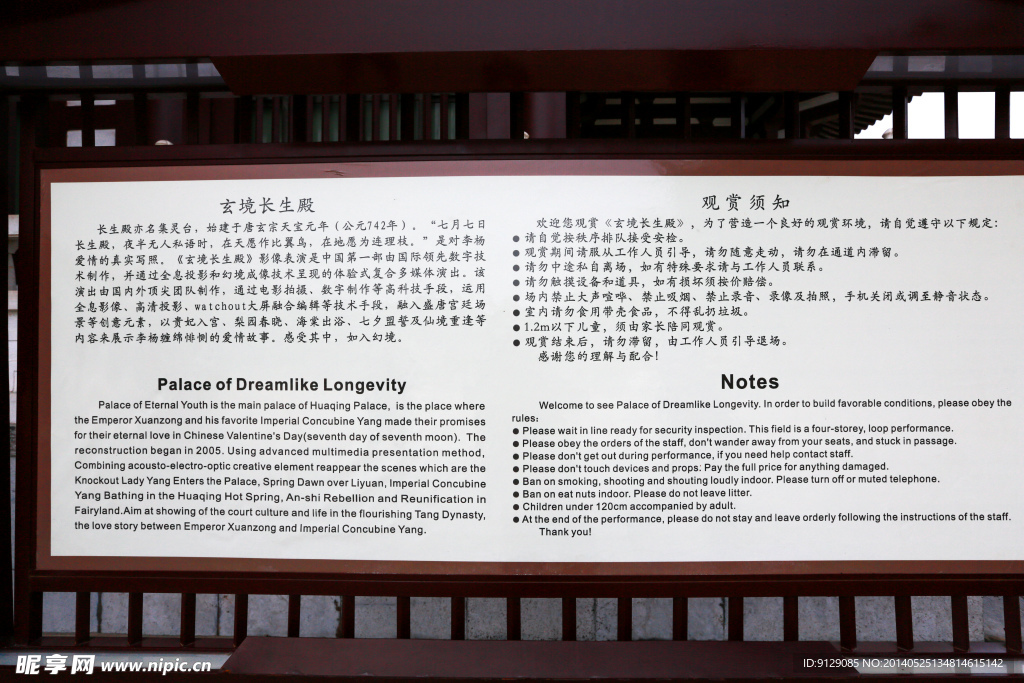 玄境长生殿
长生殿亦名集灵台，始建于唐玄宗天宝元年（公元742年）。“七月七日
长生殿，夜半无人私语时，在天愿作比翼鸟，在地愿为连理枝。”是对李杨
爱情的真实写照。《玄境长生殿》影像表演是中国第一部由国际领先数字技
术制作，并通过全息投影和幻境成像技术呈现的体验式复合多媒体演出。该
演出由国内外顶尖团队制作，通过电影拍摄、数字制作等高科技手段，运用
全息影像、高清投影、watchout大屏融合编辑等技术手段，融入盛唐宫廷场
景等创意元素，以贵妃入宫、梨园春晓、海棠出浴、七夕盟誓及仙境重逢等
内容来展示李杨缠绵悱恻的爱情故事。感受其中，如入幻境。
Palace of Dreamlike Longevity
Palace of Eternal Youth is the main palace of Huaqing Palace, is the place where
the Emperor Xuanzong and his favorite Imperial Concubine Yang made their promises
for their eternal love in Chinese Valentine's Day(seventh day of seventh moon). The
reconstruction began in 2005. Using advanced multimedia presentation method,
Combining acousto-electro-optic creative element reappear the scenes which are the
Knockout Lady Yang Enters the Palace, Spring Dawn over Liyuan, Imperial Concubine
Yang Bathing in the Huaqing Hot Spring, An-shi Rebellion and Reunification in
Fairyland.Aim at showing of the court culture and life in the flourishing Tang Dynasty,
the love story between Emperor Xuanzong and Imperial Concubine Yang.
观赏须知
欢迎您观赏《玄境长生殿》，为了营造一个良好的观赏环境，请自觉遵守以下规定：
● 请自觉按秩序排队接受安检。
● 观赏期间请服从工作人员引导，请勿随意走动，请勿在通道内滞留。
● 请勿中途私自离场，如有特殊要求请与工作人员联系。
● 请勿触摸设备和道具，如有损坏须按价赔偿。
● 场内禁止大声喧哗、禁止吸烟、禁止录音、录像及拍照，手机关闭或调至静音状态。
● 室内请勿食用带壳食品，不得乱扔垃圾。
● 1.2m以下儿童，须由家长陪同观赏。
● 观赏结束后，请勿滞留，由工作人员引导退场。
感谢您的理解与配合！
Notes
Welcome to see Palace of Dreamlike Longevity. In order to build favorable conditions, please obey the
rules:
● Please wait in line ready for security inspection. This field is a four-storey, loop performance.
● Please obey the orders of the staff, don't wander away from your seats, and stuck in passage.
● Please don't get out during performance, if you need help contact staff.
● Please don't touch devices and props. Pay the full price for anything damaged.
● Ban on smoking, shooting and shouting loudly indoor. Please turn off or muted telephone.
● Ban on eat nuts indoor. Please do not leave litter.
● Children under 120cm accompanied by adult.
● At the end of the performance, please do not stay and leave orderly following the instructions of the staff.
Thank you!
昵享网 www.nipic.cn
ID:9129085 NO:20140525134814615142